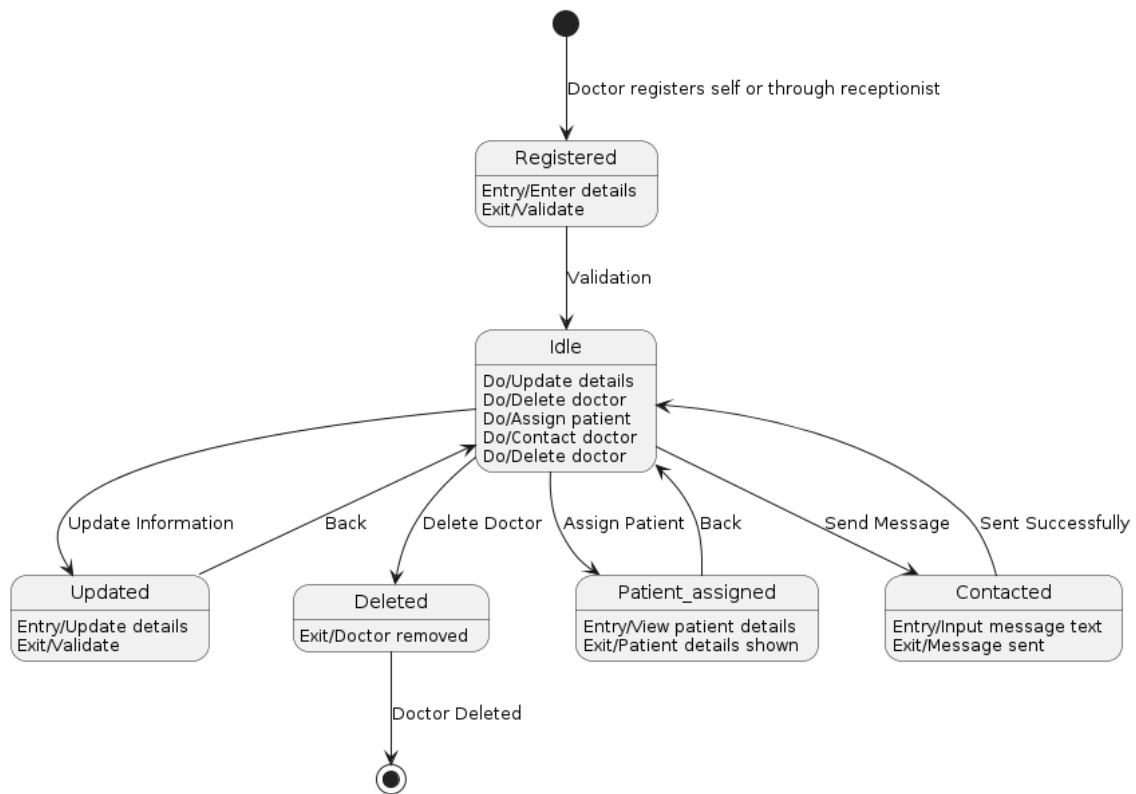 Doctor registers self or through receptionist
Registered
Entry/Enter details
Exit/Validate
Validation
Idle
Do/Update details
Do/Delete doctor
Do/Assign patient
Do/Contact doctor
Do/Delete doctor
Update Information
Back
Delete Doctor
Assign Patient
Back
Send Message
Sent Successfully
Updated
Entry/Update details
Exit/Validate
Deleted
Exit/Doctor removed
Patient_assigned
Entry/View patient details
Exit/Patient details shown
Contacted
Entry/Input message text
Exit/Message sent
Doctor Deleted